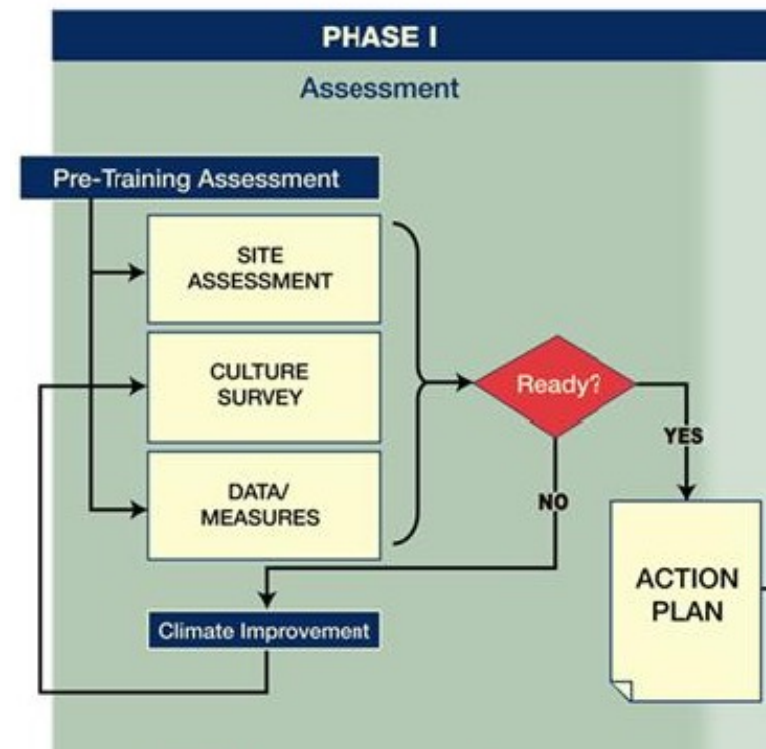 PHASE I
Assessment
Pre-Training Assessment
SITE
ASSESSMENT
CULTURE
SURVEY
DATA/
MEASURES
Ready?
YES
NO
ACTION
PLAN
Climate Improvement